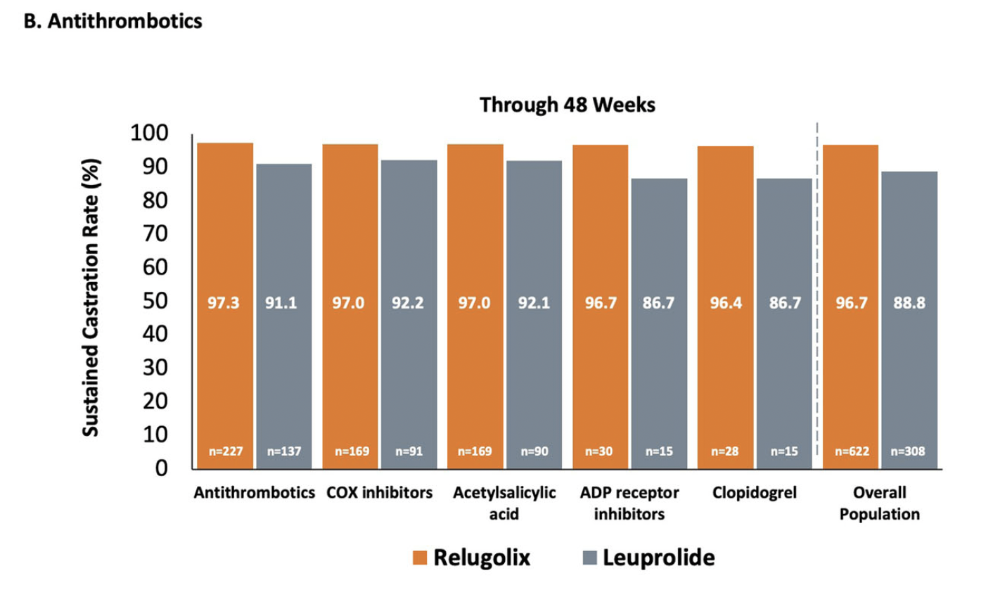 B. Antithrombotics
Through 48 Weeks
Sustained Castration Rate (%)
100
90
80
70
60
50
40
30
20
10
0
97.3 91.1 97.0 92.2 97.0 92.1 96.7 86.7 96.4 86.7 96.7 88.8
n=227 n=137 n=169 n=91 n=169 n=90 n=30 n=15 n=28 n=15 n=622 n=308
Antithrombotics COX inhibitors Acetylsalicylic ADP receptor Clopidogrel Overall
acid inhibitors Population
Relugolix Leuprolide